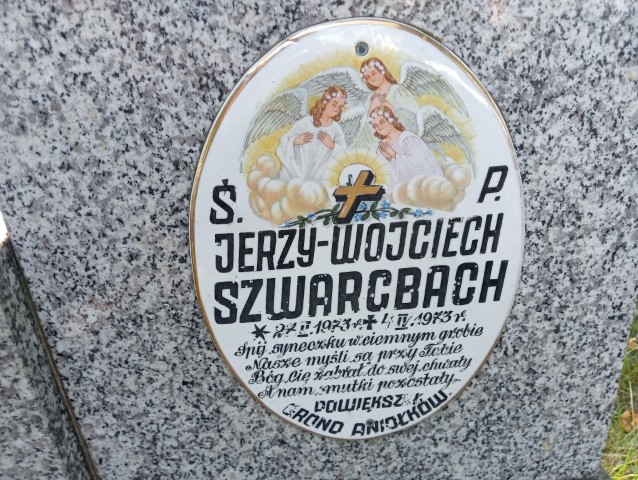 Ś. P.
JERZY-WOJCIECH
SZWARCBACH
* 27 II 1973 r. ✝ 4 IV. 1973 r.
Śpij syneczku w ciemnym grobie
Nasze myśli są przy Tobie
Bóg Cię zabrał do swej chwały
A nam smutki pozostały
POWIĘKSZYŁ
GRONO ANIOŁKÓW.